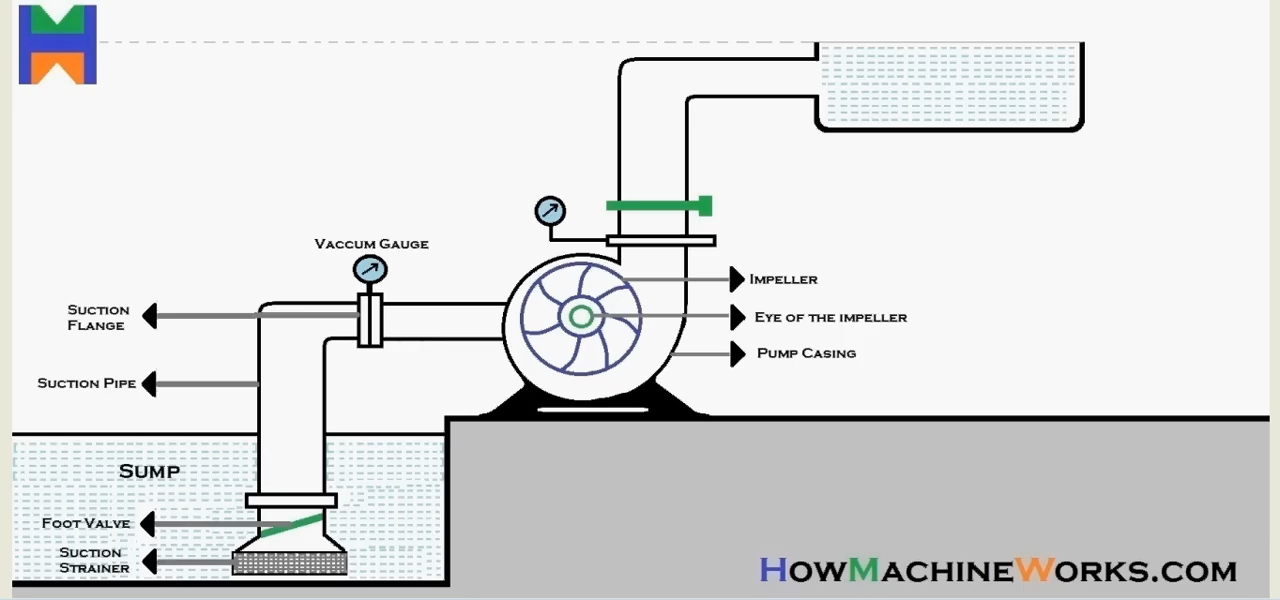 VACCUM GAUGE
SUCTION
FLANGE
IMPELLER
EYE OF THE IMPELLER
PUMP CASING
SUCTION PIPE
SUMP
FOOT VALVE
SUCTION
STRAINER
HOWMACHINEWORKS.COM